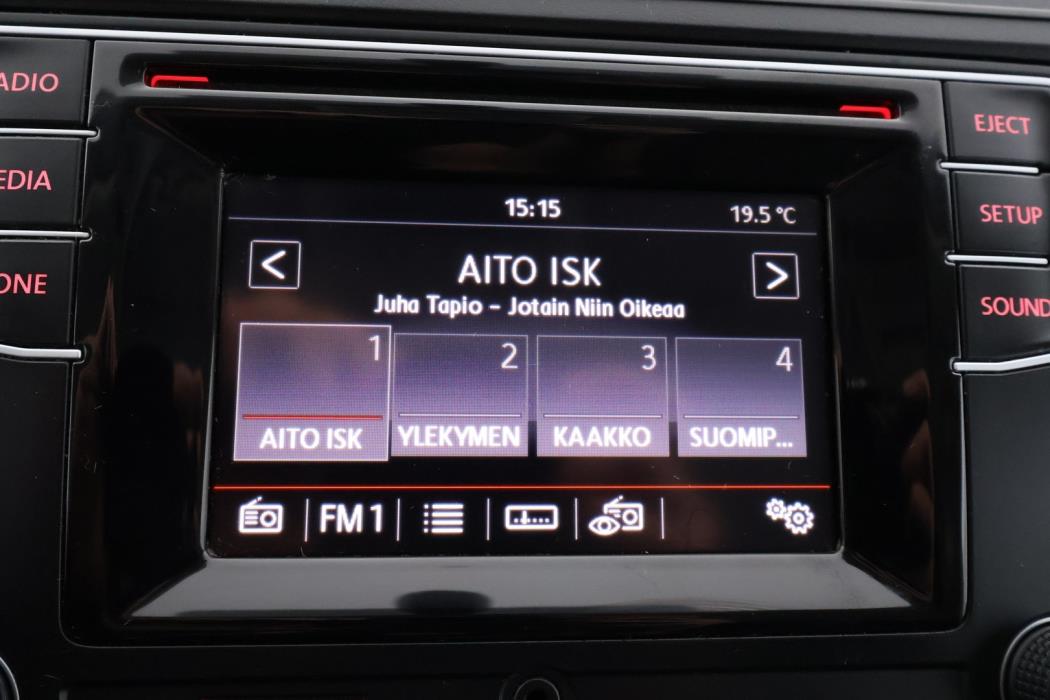 ADIO
EJECT
EDIA
SETUP
ONE
SOUND
15:15
19.5 °C
<
AITO ISK
>
Juha Tapio - Jotain Niin Oikeaa
1
2
3
4
AITO ISK
YLEKYMEN
KAAKKO
SUOMIP...
FM 1